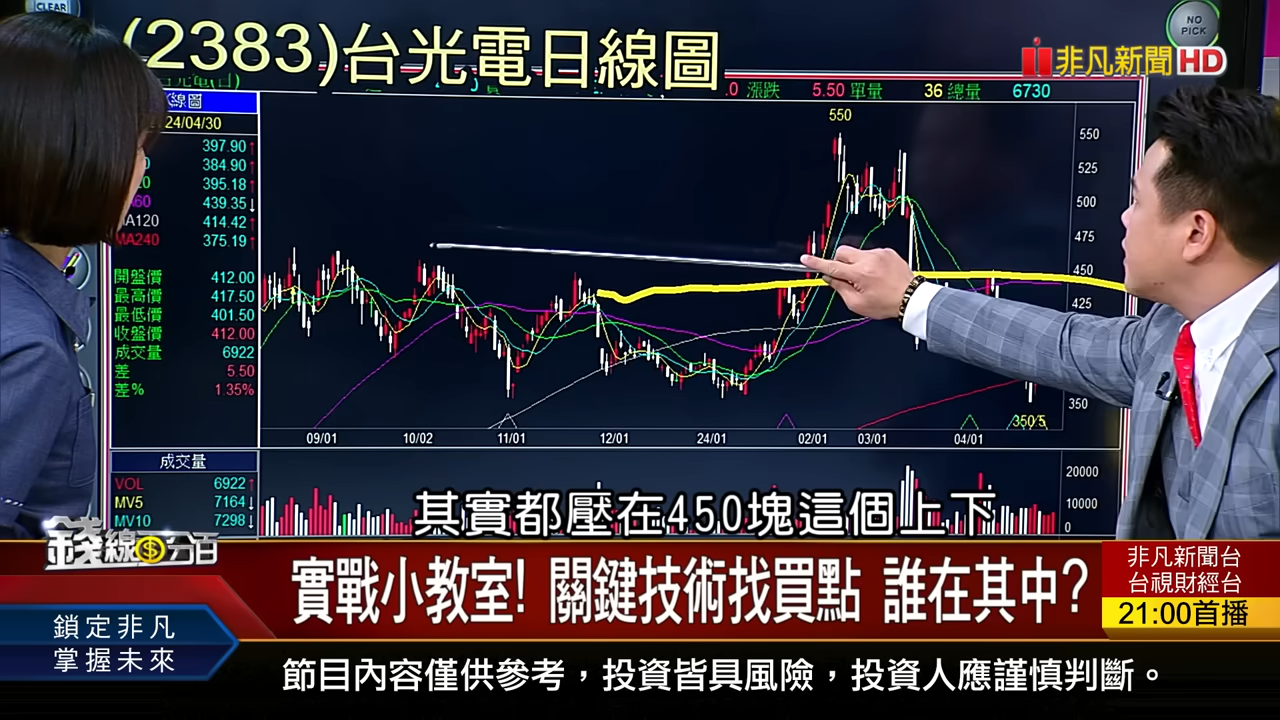 CLEAR
NO
PICK
(2383)台光電日線圖
非凡新聞HD
漲跌 5.50 單量 36 總量 6730
線圖
24/04/30
397.90↑
384.90↑
395.18↑
439.35↓
MA120 414.42↑
MA240 375.19↑
開盤價 412.00
最高價 417.50
最低價 401.50
收盤價 412.00
成交量 6922
差 5.50
差% 1.35%
550
550
525
500
475
450
425
350
350.5
09/01 10/02 11/01 12/01 24/01 02/01 03/01 04/01
成交量
VOL 6922↑
MV5 7164↓
MV10 7298↓
20000
10000
0
其實都壓在450塊這個上下
錢線百分百
實戰小教室! 關鍵技術找買點 誰在其中?
非凡新聞台
台視財經台
21:00首播
鎖定非凡
掌握未來
節目內容僅供參考，投資皆具風險，投資人應謹慎判斷。